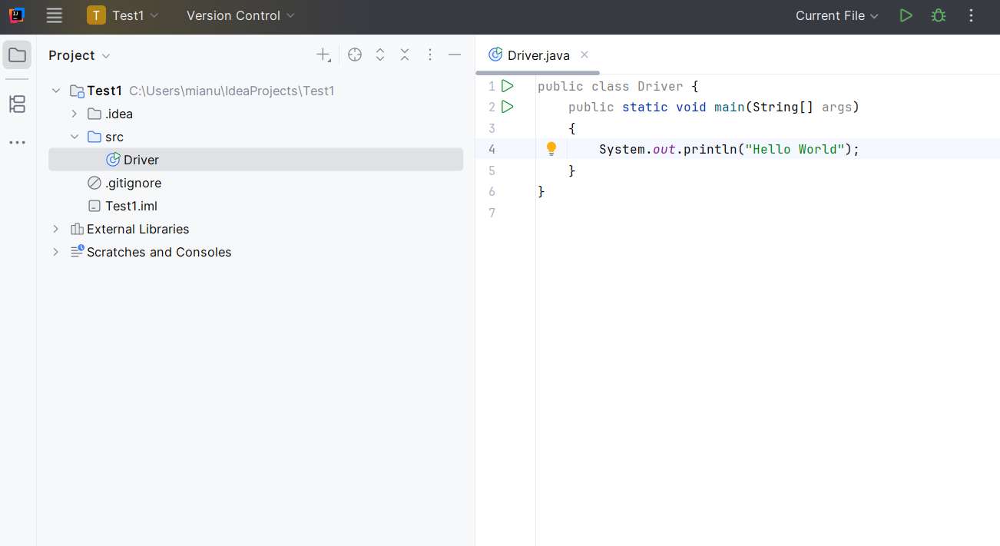 T Test1 Version Control Current File
Project
Driver.java
Test1 C:\Users\mianu\IdeaProjects\Test1
.idea
src
Driver
.gitignore
Test1.iml
External Libraries
Scratches and Consoles
1 public class Driver {
2 public static void main(String[] args)
3 {
4 System.out.println("Hello World");
5 }
6 }
7